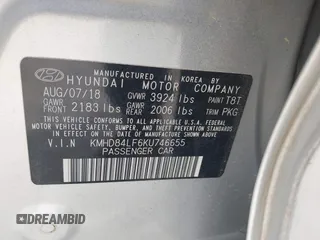 MANUFACTURED IN KOREA BY
HYUNDAI MOTOR COMPANY
AUG/07/18 GVWR 3924 lbs PAINT T8T
GAWR FRONT 2183 lbs GAWR REAR 2006 lbs TRIM PKG
THIS VEHICLE CONFORMS TO ALL APPLICABLE U.S. FEDERAL MOTOR VEHICLE
SAFETY, BUMPER, AND THEFT PREVENTION STANDARDS IN EFFECT
ON THE DATE OF MANUFACTURE SHOWN ABOVE.
V.I.N KMHD84LF6KU746655
PASSENGER CAR
DREAMBID